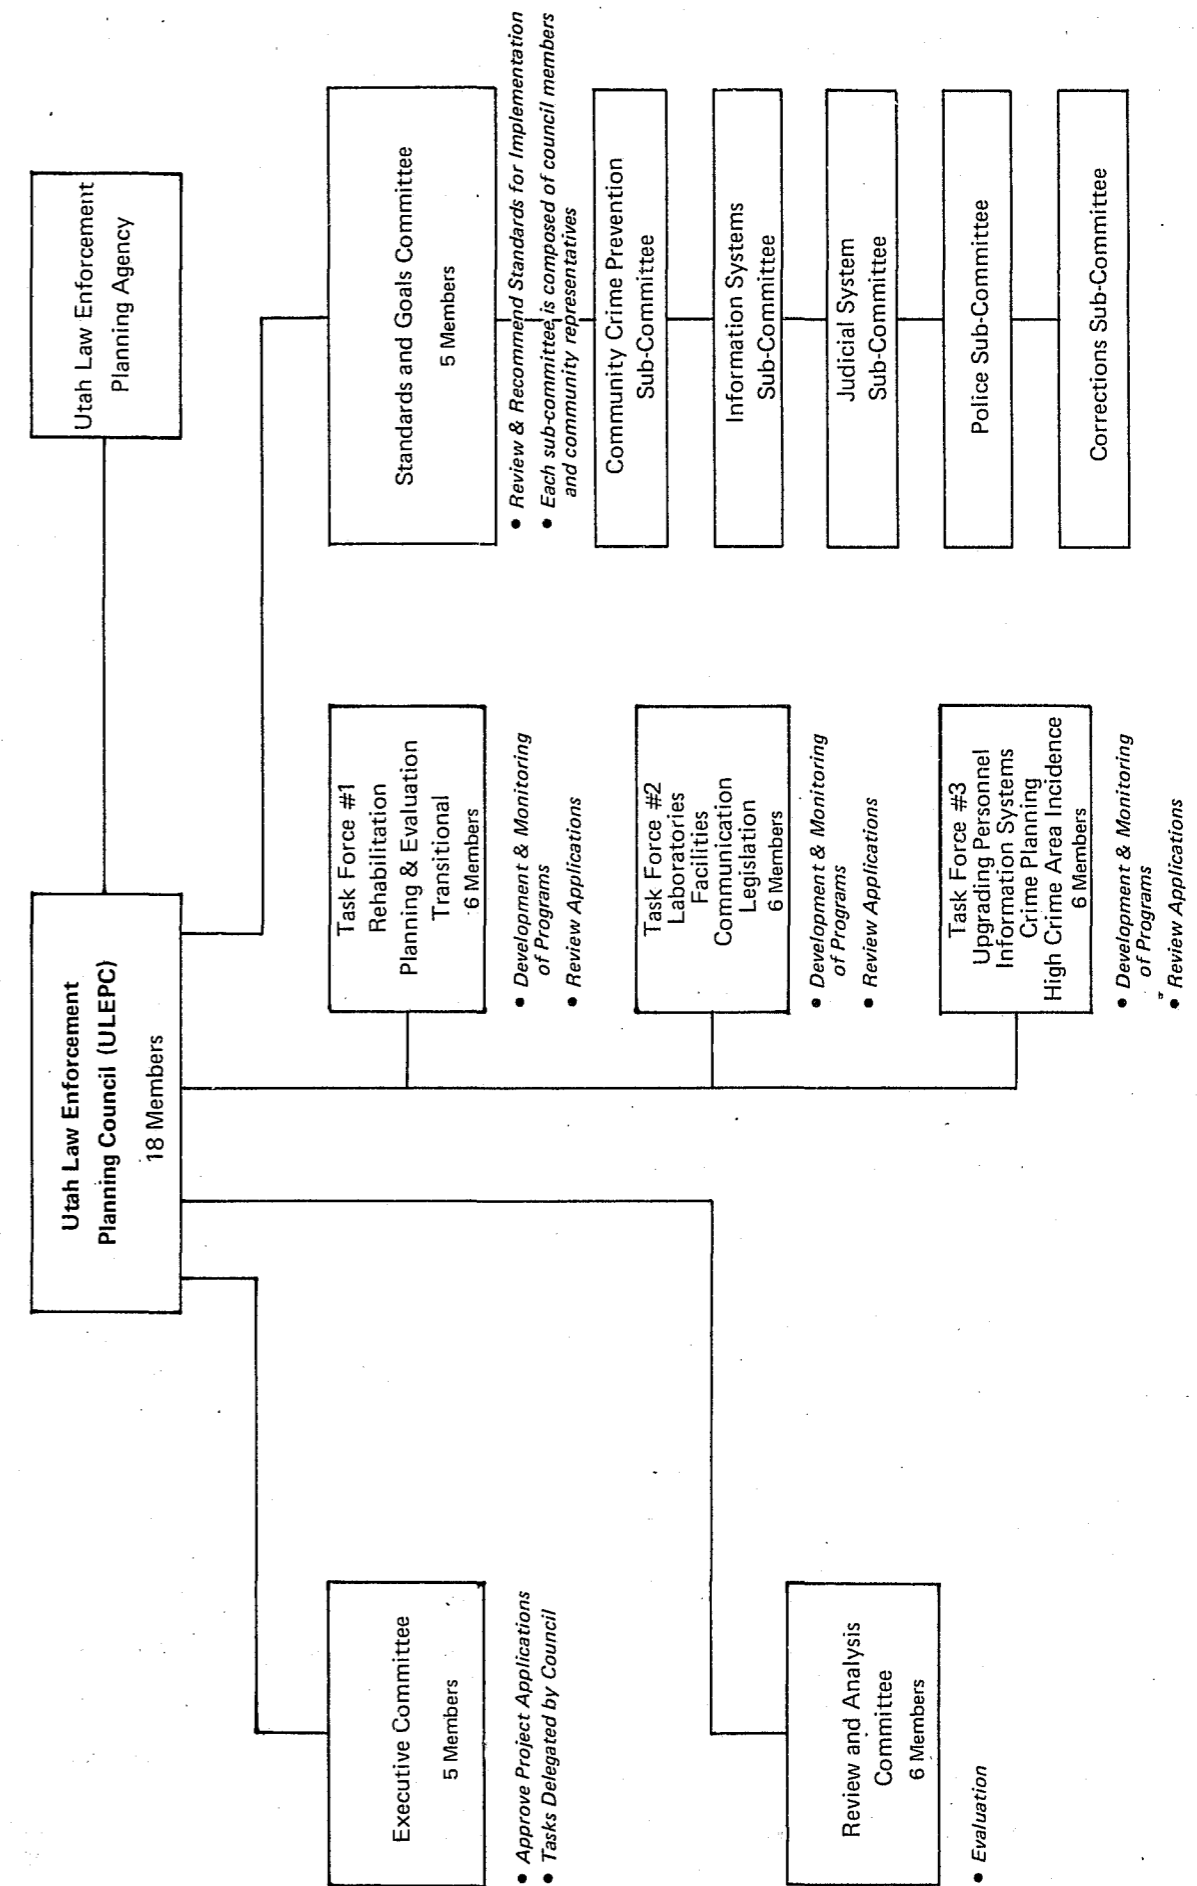 Utah Law Enforcement
Planning Council (ULEPC)
18 Members
Utah Law Enforcement
Planning Agency
Executive Committee
5 Members
• Approve Project Applications
• Tasks Delegated by Council
Review and Analysis
Committee
6 Members
• Evaluation
Task Force #1
Rehabilitation
Planning & Evaluation
Transitional
6 Members
• Development & Monitoring
of Programs
• Review Applications
Task Force #2
Laboratories
Facilities
Communication
Legislation
6 Members
• Development & Monitoring
of Programs
• Review Applications
Task Force #3
Upgrading Personnel
Information Systems
Crime Planning
High Crime Area Incidence
6 Members
• Development & Monitoring
of Programs
• Review Applications
Standards and Goals Committee
5 Members
• Review & Recommend Standards for Implementation
• Each sub-committee is composed of council members
and community representatives
Community Crime Prevention
Sub-Committee
Information Systems
Sub-Committee
Judicial System
Sub-Committee
Police Sub-Committee
Corrections Sub-Committee